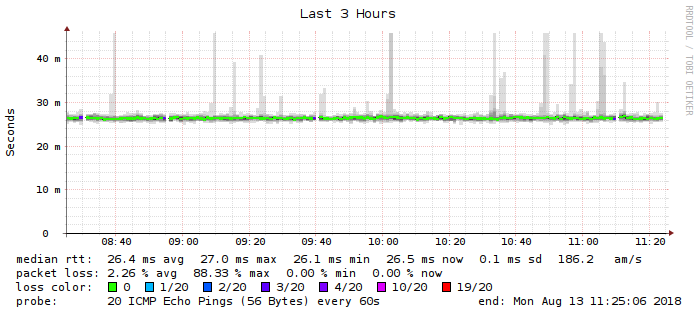 Last 3 Hours
RRDTOOL / TOBI OETIKER
Seconds
40 m
30 m
20 m
10 m
0
08:40 09:00 09:20 09:40 10:00 10:20 10:40 11:00 11:20
median rtt: 26.4 ms avg 27.0 ms max 26.1 ms min 26.5 ms now 0.1 ms sd 186.2 am/s
packet loss: 2.26 % avg 88.33 % max 0.00 % min 0.00 % now
loss color: 0 1/20 2/20 3/20 4/20 10/20 19/20
probe: 20 ICMP Echo Pings (56 Bytes) every 60s end: Mon Aug 13 11:25:06 2018